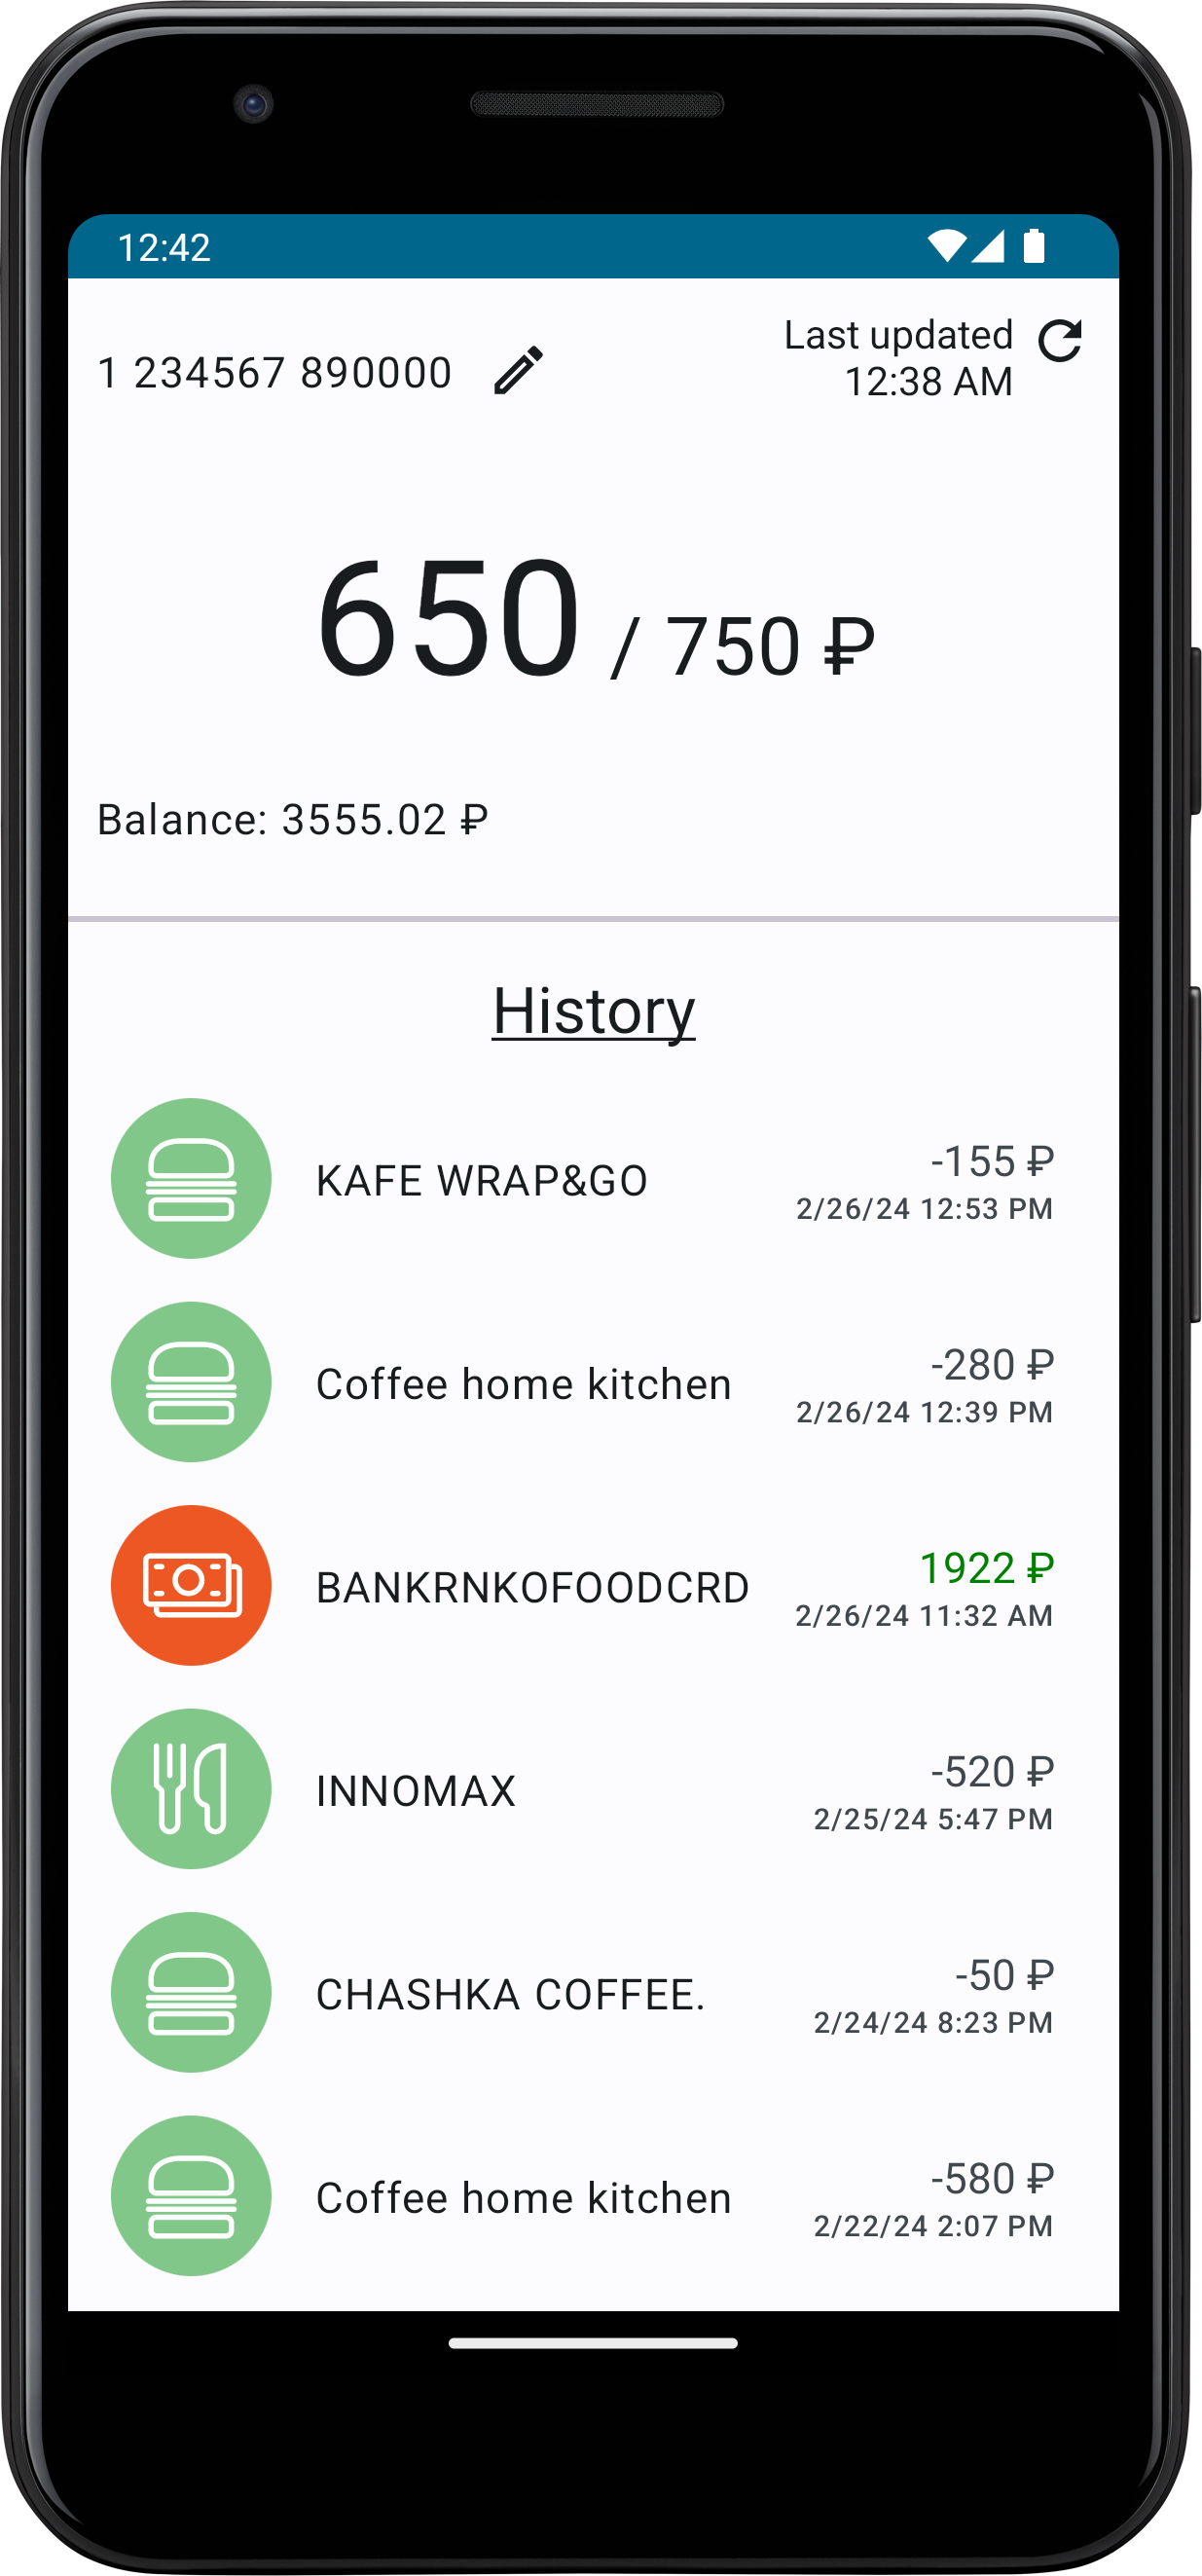 12:42
1 234567 890000
Last updated
12:38 AM
650 / 750 ₽
Balance: 3555.02 ₽
History
KAFE WRAP&GO
-155 ₽
2/26/24 12:53 PM
Coffee home kitchen
-280 ₽
2/26/24 12:39 PM
BANKRNKOFOODCRD
1922 ₽
2/26/24 11:32 AM
INNOMAX
-520 ₽
2/25/24 5:47 PM
CHASHKA COFFEE.
-50 ₽
2/24/24 8:23 PM
Coffee home kitchen
-580 ₽
2/22/24 2:07 PM